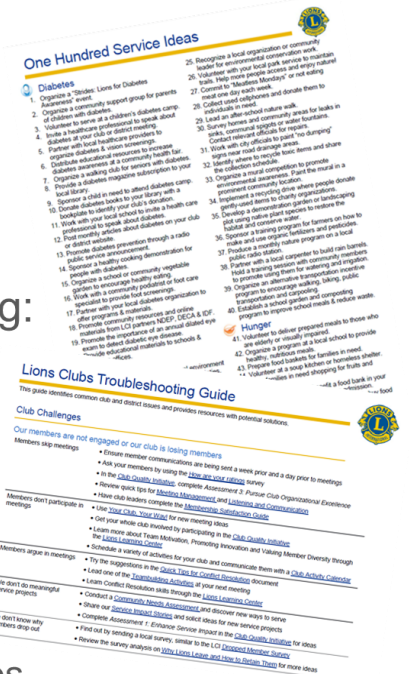 One Hundred Service Ideas
Diabetes
1. Organize a "Strides: Lions for Diabetes
Awareness" event.
2. Organize a community support group for parents
of children with diabetes.
3. Volunteer to serve at a children's diabetes camp.
4. Invite a healthcare professional to speak about
diabetes at your club or district meeting.
5. Partner with local healthcare providers to
organize diabetes & vision screenings.
6. Distribute educational resources to increase
diabetes awareness at a community health fair.
7. Organize a walking club for seniors with diabetes.
8. Provide a diabetes magazine subscription to your
local library.
9. Sponsor a child in need to attend diabetes camp.
10. Donate diabetes books to your library with a
bookplate to identify your club's donation.
11. Work with your local school to invite a health care
professional to speak about diabetes.
12. Post monthly articles about diabetes on your club
or district website.
13. Promote diabetes prevention through a radio
public service announcement.
14. Sponsor a healthy cooking demonstration for
people with diabetes.
15. Organize a school or community vegetable
garden to encourage healthy eating.
16. Work with a community podiatrist or foot care
specialist to provide foot screenings.
17. Partner with your local diabetes organization to
offer programs & materials.
18. Promote community resources and online
materials from LCI partners NDEP, DECA & IDF.
19. Promote the importance of an annual dilated eye
exam to detect diabetic eye disease.
Provide educational materials to schools &
offices.
environment
25. Recognize a local organization or community
leader for environmental conservation work.
26. Volunteer with your local park service to maintain
trails. Help more people access and enjoy nature!
27. Commit to "Meatless Mondays" or not eating
meat one day each week.
28. Collect used cellphones and donate them to
individuals in need.
29. Lead an after-school nature walk.
30. Survey homes and community areas for leaks in
sinks, communal spigots or water fountains.
Contact relevant officials for repairs.
31. Work with city officials to paint "no dumping"
signs near road drainage areas.
32. Identify where to recycle toxic items and share
the collection schedule.
33. Organize a mural competition to promote
environmental awareness. Paint the mural in a
prominent community location.
34. Implement a recycling drive where people donate
gently-used items to charity organizations.
35. Develop a demonstration garden or landscaping
plot using native plant species to restore the
habitat and conserve water.
36. Sponsor a training program for farmers on how to
make and use organic fertilizers and pesticides.
37. Produce a monthly nature program on a local
public radio station.
38. Partner with a local carpenter to build rain barrels.
Hold a training session with community members
to promote using them for watering and irrigation.
39. Organize an alternative transportation incentive
program to encourage walking, biking, public
transportation and carpooling.
40. Establish a school garden and composting
program to improve school meals & reduce waste.
Hunger
41. Volunteer to deliver prepared meals to those who
are elderly or visually impaired.
42. Organize a program at a local school to provide
healthy, nutritious meals.
43. Prepare food baskets for families in need.
44. Volunteer at a soup kitchen or homeless shelter.
families in need shopping for fruits and
a food bank in your
food
g:
Lions Clubs Troubleshooting Guide
This guide identifies common club and district issues and provides resources with potential solutions.
Club Challenges
Our members are not engaged or our club is losing members
Members skip meetings
• Ensure member communications are being sent a week prior and a day prior to meetings
• Ask your members by using the How are your ratings survey
• In the Club Quality Initiative, complete Assessment 3: Pursue Club Organizational Excellence
• Review quick tips for Meeting Management and Listening and Communication
• Have club leaders complete the Membership Satisfaction Guide
Members don't participate in
meetings
• Use Your Club, Your Way! for new meeting ideas
• Get your whole club involved by participating in the Club Quality Initiative
• Learn more about Team Motivation, Promoting Innovation and Valuing Member Diversity through
the Lions Learning Center
• Schedule a variety of activities for your club and communicate them with a Club Activity Calendar
Members argue in meetings
• Try the suggestions in the Quick Tips for Conflict Resolution document
• Lead one of the Teambuilding Activities at your next meeting
• Learn Conflict Resolution skills through the Lions Learning Center
We don't do meaningful
service projects
• Conduct a Community Needs Assessment and discover new ways to serve
• Share our Service Impact Stories and solicit ideas for new service projects
• Complete Assessment 1: Enhance Service Impact in the Club Quality Initiative for ideas
don't know why
members drop out
• Find out by sending a local survey, similar to the LCI Dropped Member Survey
• Review the survey analysis on Why Lions Leave and How to Retain Them for more ideas